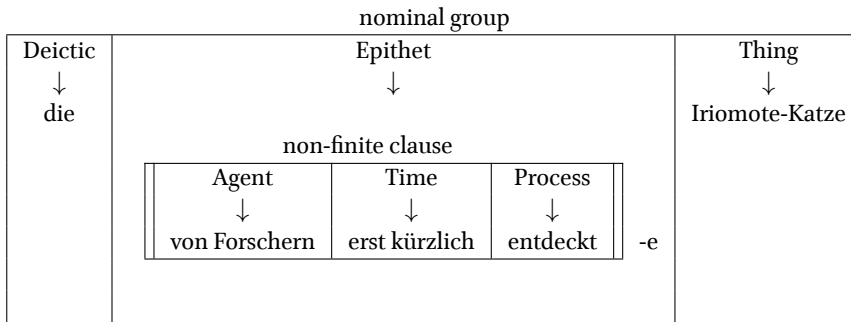 nominal group
Deictic Epithet Thing
↓ ↓ ↓
die Iriomote-Katze
non-finite clause
Agent Time Process
↓ ↓ ↓
von Forschern erst kürzlich entdeckt -e